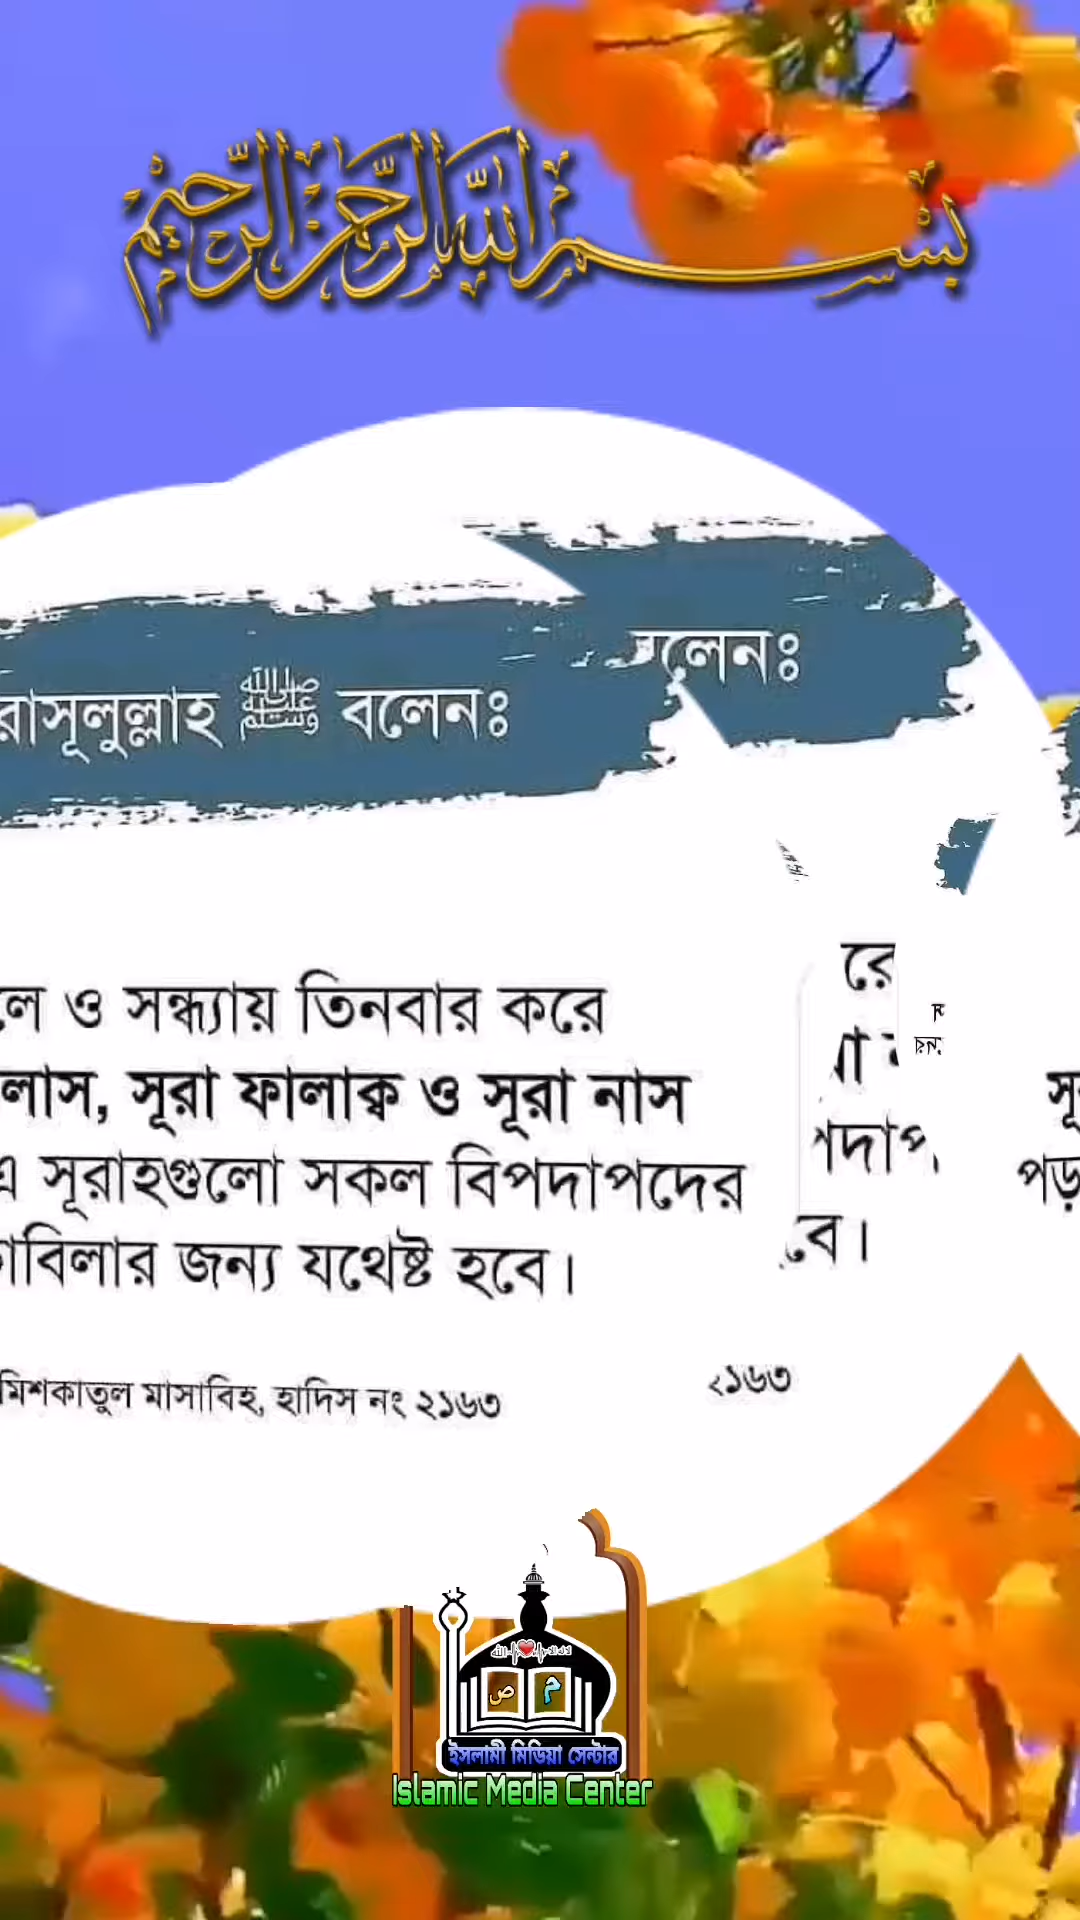 بسم الله الرحمن الرحيم
রাসূলুল্লাহ ﷺ বলেনঃ
লেনঃ
ও সন্ধ্যায় তিনবার করে
সূরা ফালাক্ব ও সূরা নাস
এ সূরাহগুলো সকল বিপদাপদের
জন্য যথেষ্ট হবে।
মিশকাতুল মাসাবিহ, হাদিস নং ২১৬৩
২১৬৩
ص م
ইসলামী মিডিয়া সেন্টার
Islamic Media Center